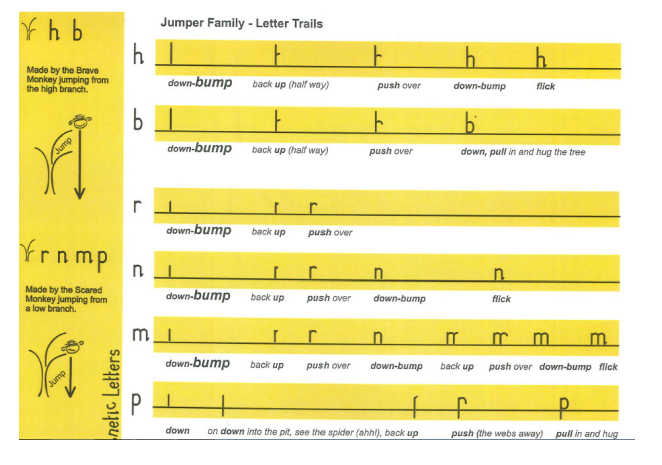 Jumper Family - Letter Trails
h b
Made by the Brave
Monkey jumping from
the high branch.
Jump
r n m p
Made by the Scared
Monkey jumping from
a low branch.
Jump
netic Letters
h
down-bump back up (half way) push over down-bump flick
b
down-bump back up (half way) push over down, pull in and hug the tree
r
down-bump back up push over
n
down-bump back up push over down-bump flick
m
down-bump back up push over down-bump back up push over down-bump flick
p
down on down into the pit, see the spider (ahh!), back up push (the webs away) pull in and hug